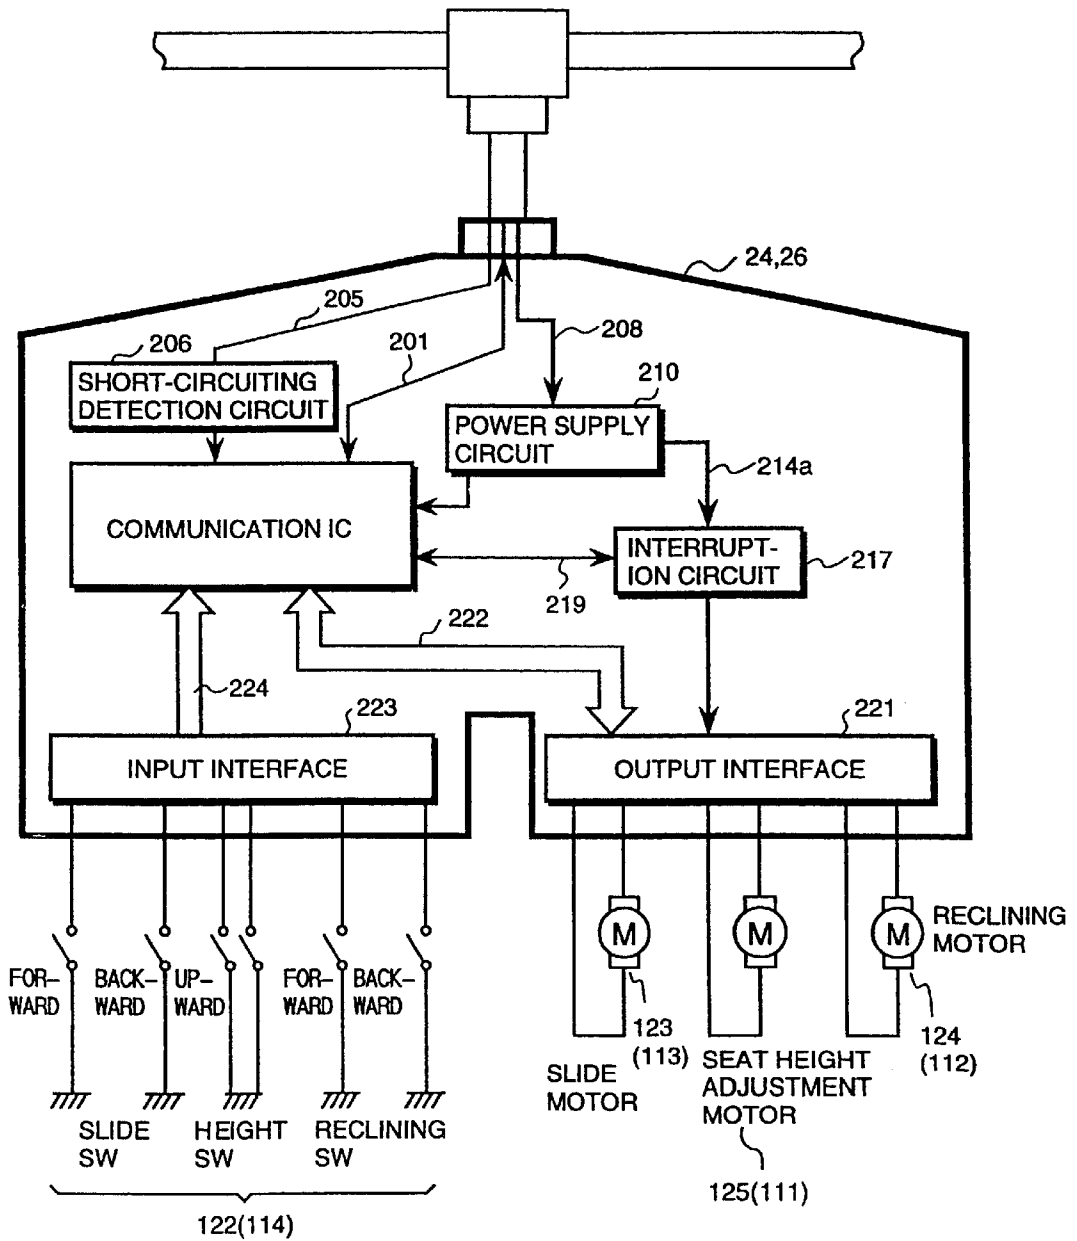 24,26
205
208
206
201
SHORT-CIRCUITING
DETECTION CIRCUIT
210
POWER SUPPLY
CIRCUIT
214a
COMMUNICATION IC
INTERRUPT-
ION CIRCUIT
217
219
222
224
223
221
INPUT INTERFACE
OUTPUT INTERFACE
M
M
M
RECLINING
MOTOR
FOR-
WARD
BACK-
WARD
UP-
WARD
FOR-
WARD
BACK-
WARD
123
(113)
124
(112)
SLIDE
MOTOR
SEAT HEIGHT
ADJUSTMENT
MOTOR
SLIDE
SW
HEIGHT
SW
RECLINING
SW
125(111)
122(114)